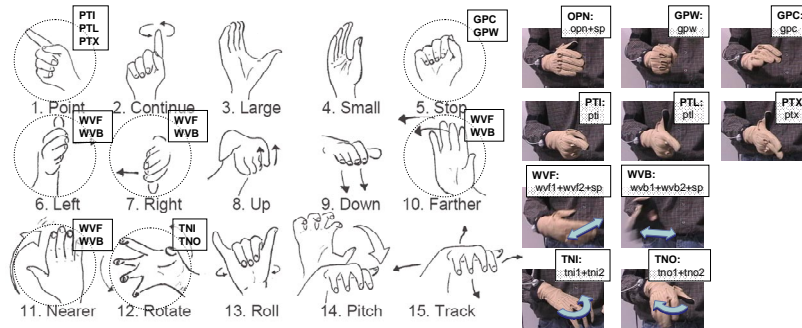 PTI
PTL
PTX
1. Point
2. Continue
3. Large
4. Small
GPC
GPW
5. Stop
WVF
WVB
6. Left
WVF
WVB
7. Right
8. Up
9. Down
WVF
WVB
10. Farther
WVF
WVB
11. Nearer
TNI
TNO
12. Rotate
13. Roll
14. Pitch
15. Track
OPN:
opn+sp
GPW:
gpw
GPC:
gpc
PTI:
pti
PTL:
ptl
PTX
ptx
WVF:
wvf1+wvf2+sp
WVB:
wvb1+wvb2+sp
TNI:
tni1+tni2
TNO:
tno1+tno2